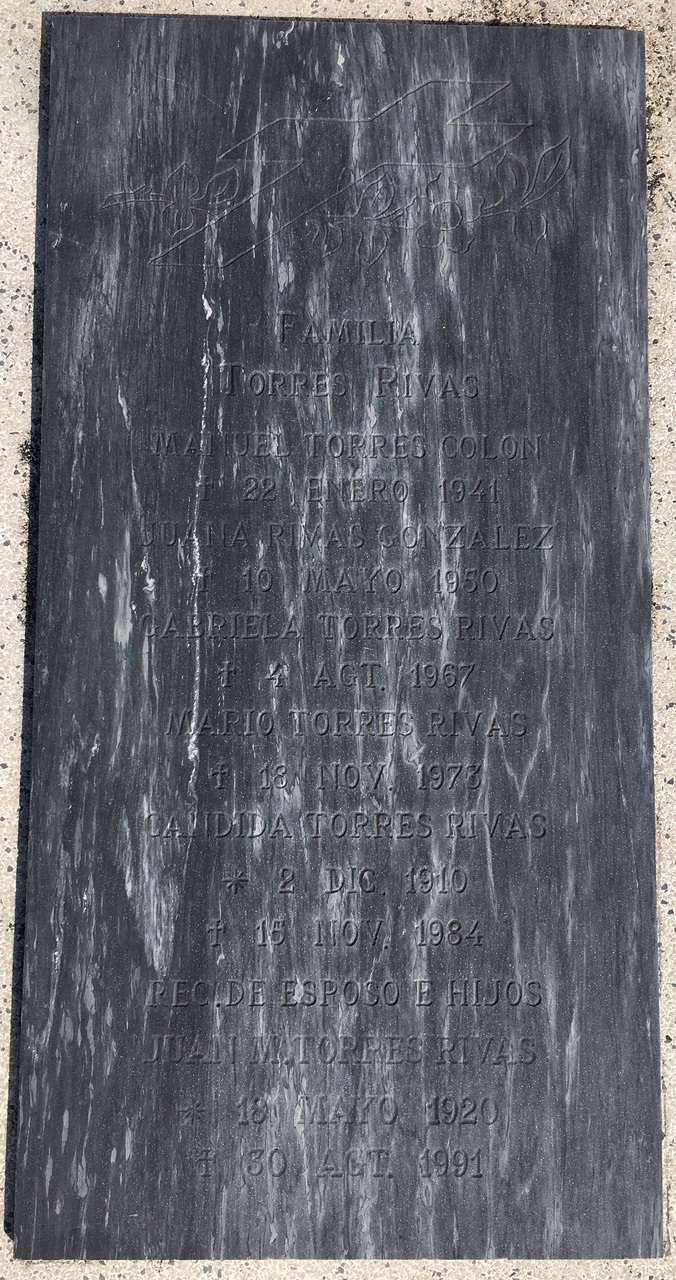 FAMILIA
TORRES RIVAS
MANUEL TORRES COLON
† 22 ENERO 1941
JUANA RIVAS GONZALEZ
† 10 MAYO 1950
GABRIELA TORRES RIVAS
† 4 AGT. 1967
MARIO TORRES RIVAS
† 18 NOV. 1973
CANDIDA TORRES RIVAS
* 2 DIC. 1910
† 15 NOV. 1984
REC. DE ESPOSO E HIJOS
JUAN M. TORRES RIVAS
* 18 MAYO 1920
† 30 AGT. 1991